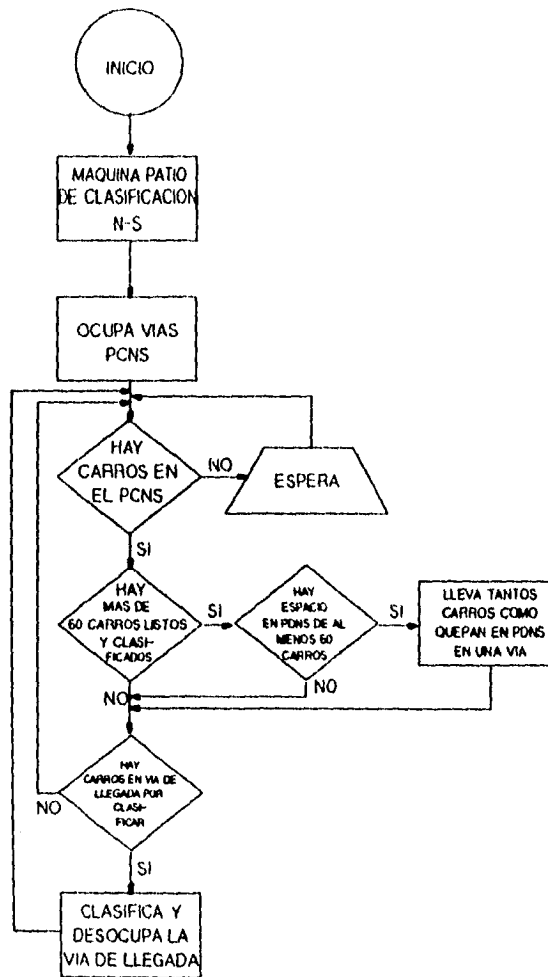 INICIO
MAQUINA PATIO
DE CLASIFICACION
N-S
OCUPA VIAS
PCNS
HAY
CARROS EN
EL PCNS
NO
ESPERA
SI
HAY
MAS DE
60 CARROS LISTOS
Y CLASI-
FICADOS
SI
HAY
ESPACIO
EN PDNS DE AL
MENOS 60
CARROS
SI
LLEVA TANTOS
CARROS COMO
QUEPAN EN PDNS
EN UNA VIA
NO
NO
HAY
CARROS EN VIA DE
LLEGADA POR
CLASI-
FICAR
NO
SI
CLASIFICA Y
DESOCUPA LA
VIA DE LLEGADA